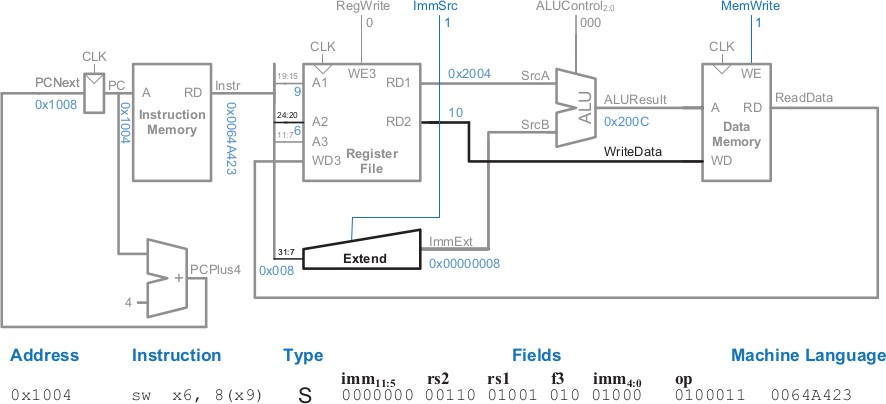 RegWrite ImmSrc ALUControl2:0 MemWrite
0 1 000 1
CLK CLK CLK
PCNext PC
0x1008
0x1004
A RD
Instruction Memory
Instr
0x0064A423
19:15
9
A1 WE3 RD1
0x2004
SrcA
24:20
6
A2 RD2
10
11:7
A3
WD3
Register File
SrcB
ALU
ALUResult
0x200C
WE
A RD
Data Memory
WD
ReadData
WriteData
31:7
0x008
Extend
ImmExt
0x00000008
+
PCPlus4
4
Address Instruction Type Fields Machine Language
imm11:5 rs2 rs1 f3 imm4:0 op
0x1004 sw x6, 8(x9) S 0000000 00110 01001 010 01000 0100011 0064A423